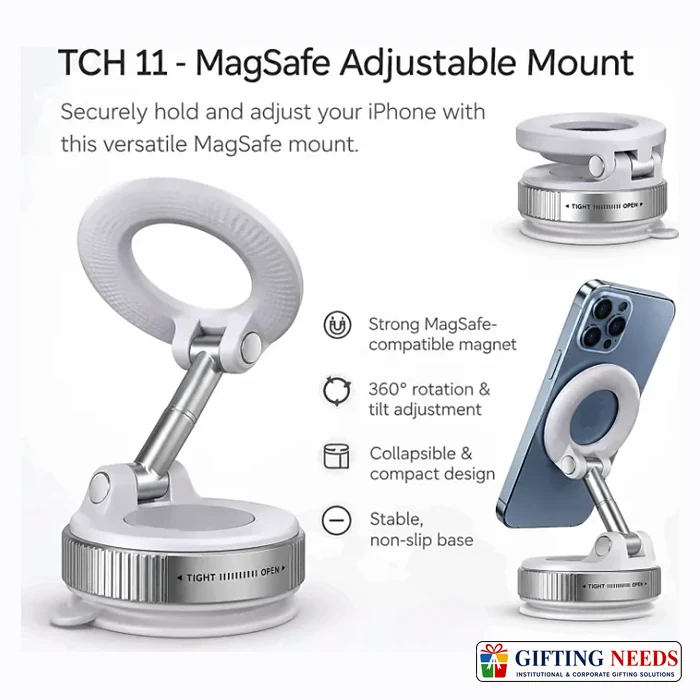 TCH 11 - MagSafe Adjustable Mount
Securely hold and adjust your iPhone with
this versatile MagSafe mount.
◂ TIGHT OPEN ▸
Strong MagSafe-
compatible magnet
360° rotation &
tilt adjustment
Collapsible &
compact design
Stable,
non-slip base
◂ TIGHT OPEN ▸
◂ TIGHT OPEN ▸
GIFTING NEEDS
INSTITUTIONAL & CORPORATE GIFTING SOLUTIONS